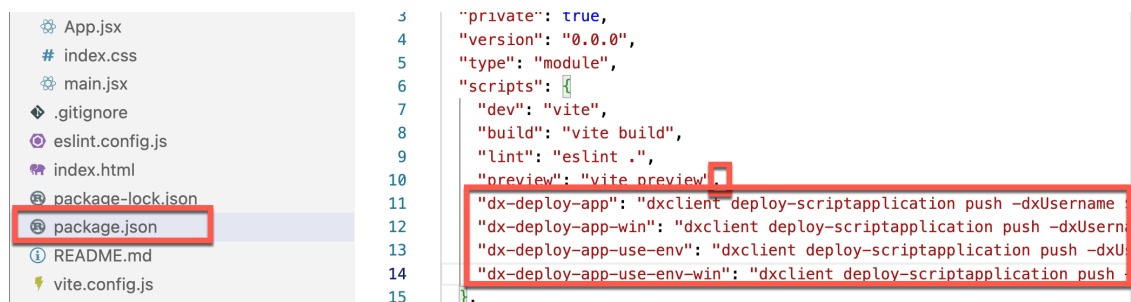 App.jsx
# index.css
main.jsx
.gitignore
eslint.config.js
index.html
package-lock.json
package.json
README.md
vite.config.js
3 "private": true,
4 "version": "0.0.0",
5 "type": "module",
6 "scripts": {
7 "dev": "vite",
8 "build": "vite build",
9 "lint": "eslint .",
10 "preview": "vite preview",
11 "dx-deploy-app": "dxclient deploy-scriptapplication push -dxUsername
12 "dx-deploy-app-win": "dxclient deploy-scriptapplication push -dxUserna
13 "dx-deploy-app-use-env": "dxclient deploy-scriptapplication push -dxUs
14 "dx-deploy-app-use-env-win": "dxclient deploy-scriptapplication push -
15 },